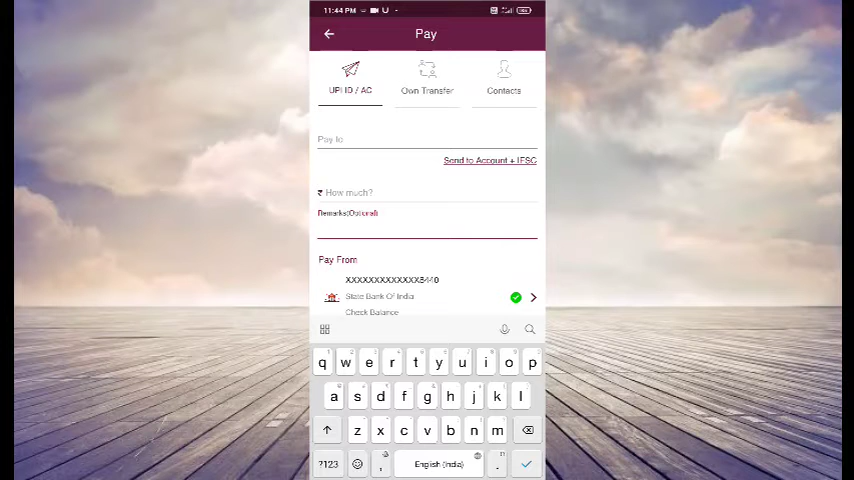 11:44 PM
Pay
UPI ID / AC
Own Transfer
Contacts
Pay to
Send to Account + IFSC
₹ How much?
Remarks(Optional)
Pay From
XXXXXXXXXXXXX5440
State Bank Of India
Check Balance
q w e r t y u i o p
a s d f g h j k l
z x c v b n m
?123 , English (India) .